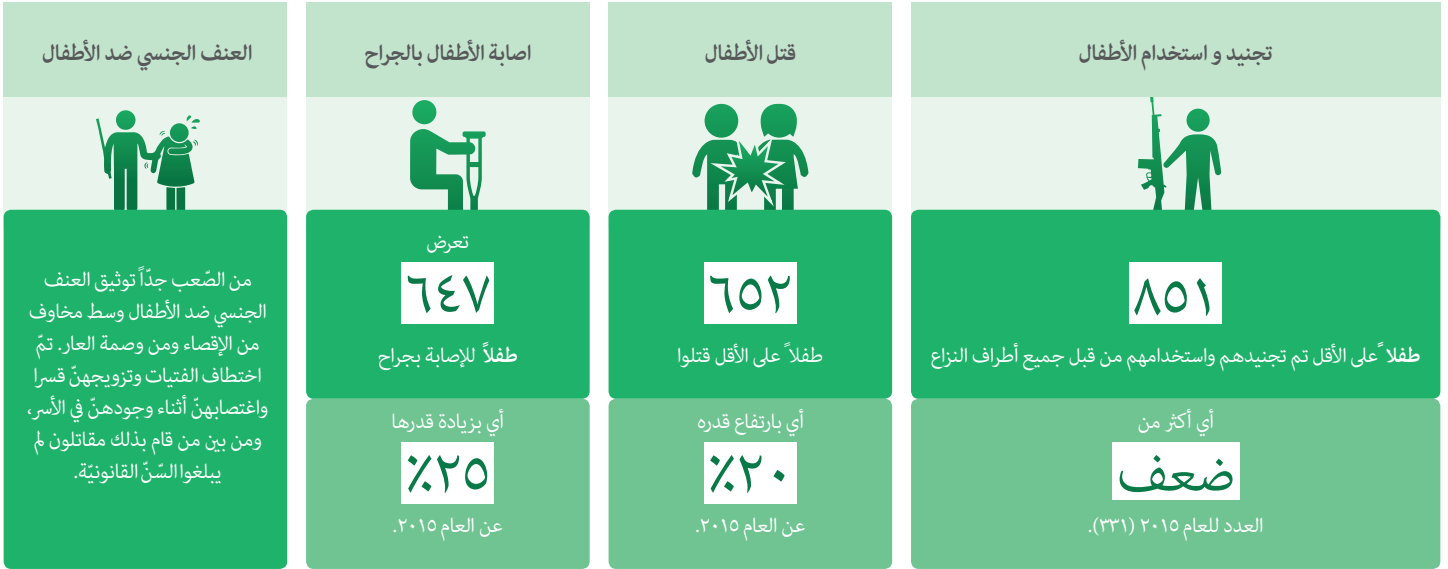 تجنيد و استخدام الأطفال
٨٥١
طفلا ً على الأقل تم تجنيدهم واستخدامهم من قبل جميع أطراف النزاع
أي أكثر من
ضعف
العدد للعام ٢٠١٥ (٣٣١).
قتل الأطفال
٦٥٢
طفلا ً على الأقل قتلوا
أي بارتفاع قدره
٢٠٪
عن العام ٢٠١٥.
اصابة الأطفال بالجراح
تعرض
٦٤٧
طفلاً للإصابة بجراح
أي بزيادة قدرها
٢٥٪
عن العام ٢٠١٥.
العنف الجنسي ضد الأطفال
من الصّعب جدّاً توثيق العنف
الجنسي ضد الأطفال وسط مخاوف
من الإقصاء ومن وصمة العار. تمّ
اختطاف الفتيات وتزويجهنّ قسرا
واغتصابهنّ أثناء وجودهنّ في الأسر،
ومن بين من قام بذلك مقاتلون لم
يبلغوا السّنّ القانونيّة.